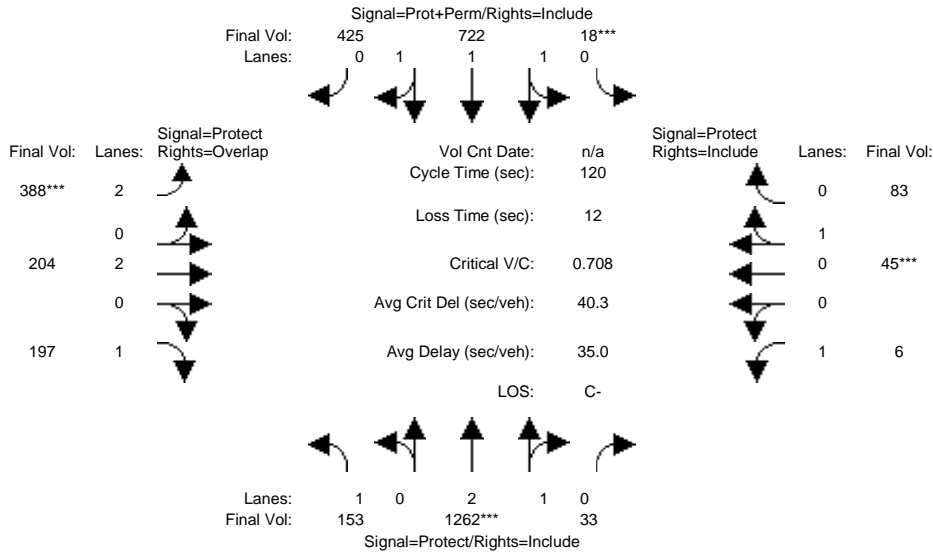 Signal=Prot+Perm/Rights=Include
Final Vol: 425 722 18***
Lanes: 0 1 1 1 0
Signal=Protect Signal=Protect
Final Vol: Lanes: Rights=Overlap Vol Cnt Date: n/a Rights=Include Lanes: Final Vol:
Cycle Time (sec): 120
388*** 2 0 83
Loss Time (sec): 12
0 1
204 2 Critical V/C: 0.708 0 45***
0 Avg Crit Del (sec/veh): 40.3 0
197 1 Avg Delay (sec/veh): 35.0 1 6
LOS: C-
Lanes: 1 0 2 1 0
Final Vol: 153 1262*** 33
Signal=Protect/Rights=Include